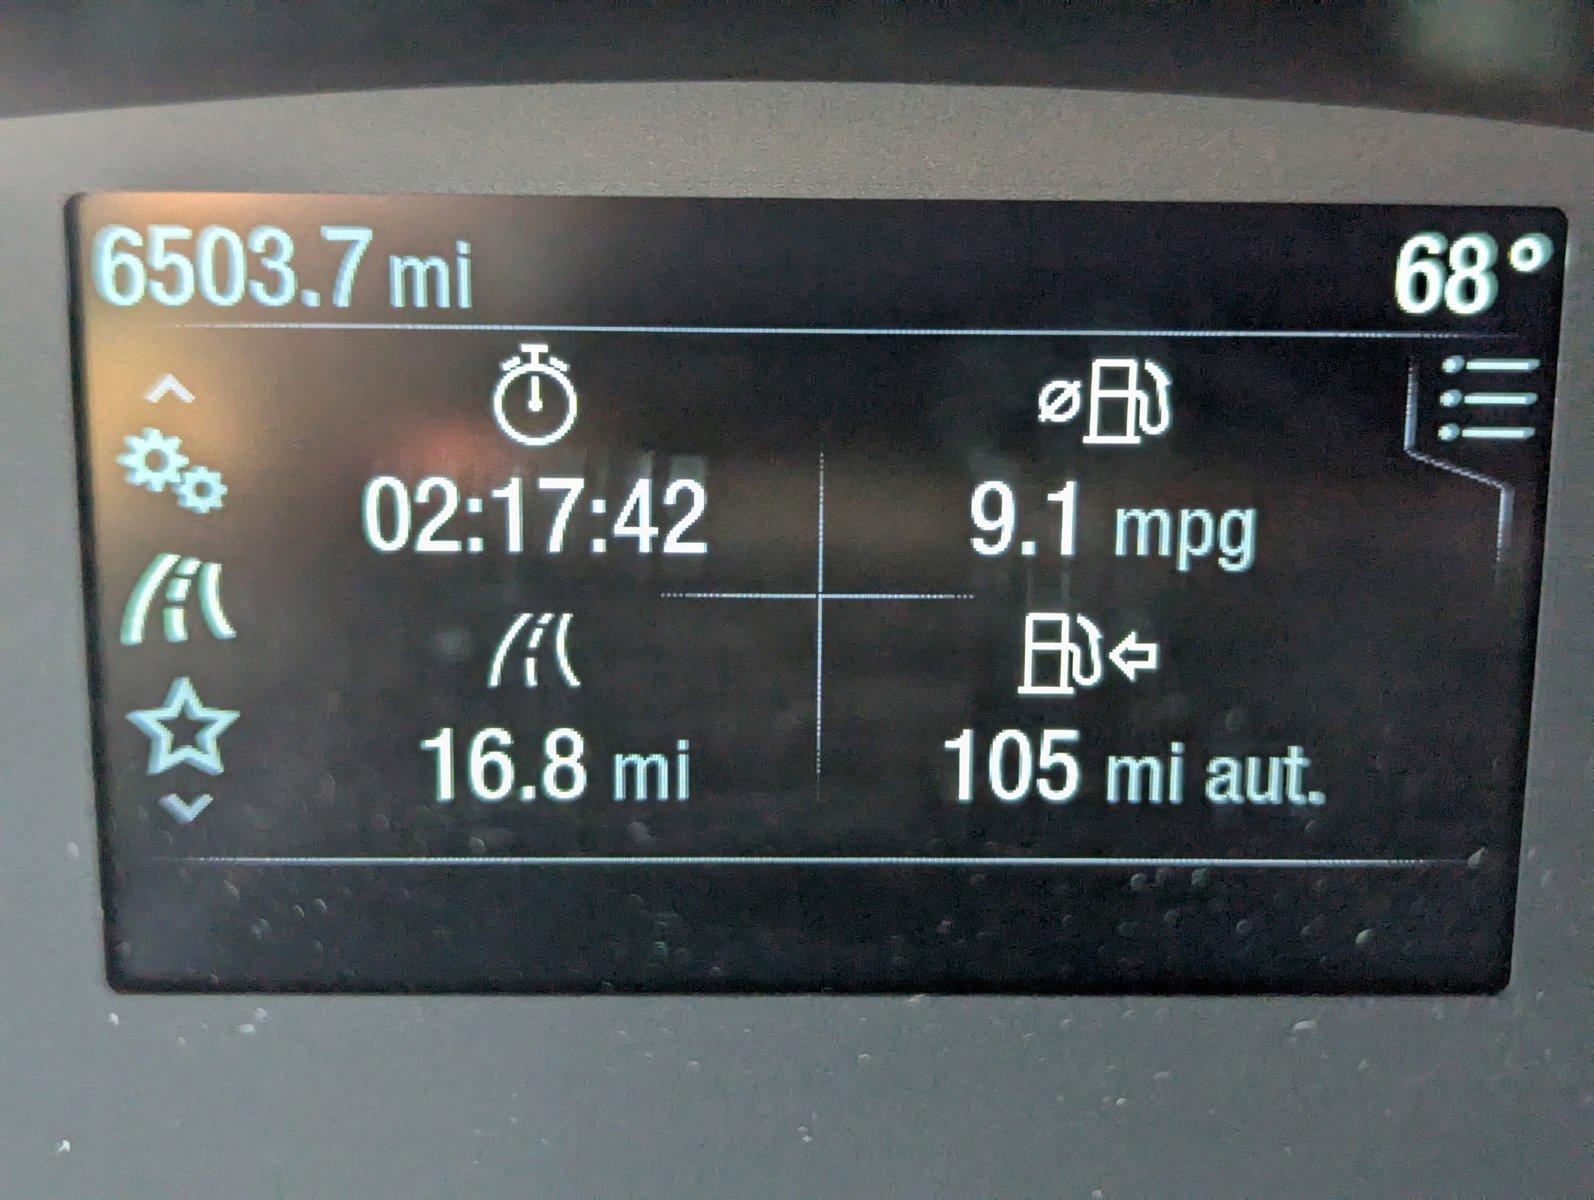 6503.7 mi 68°
02:17:42 9.1 mpg
16.8 mi 105 mi aut.